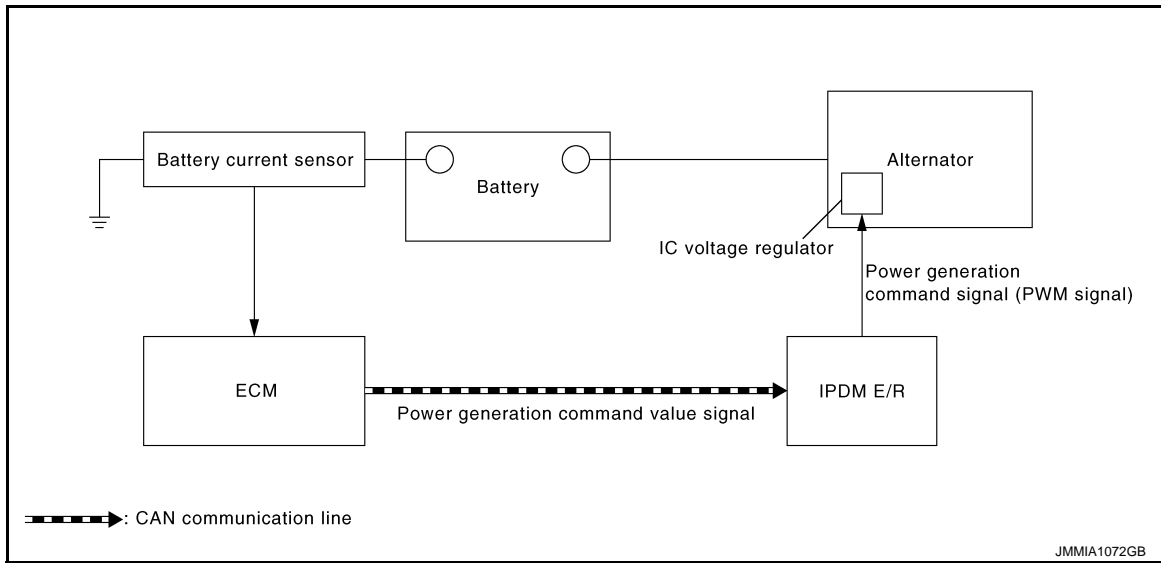 Battery current sensor
Battery
Alternator
IC voltage regulator
Power generation
command signal (PWM signal)
ECM
Power generation command value signal
IPDM E/R
: CAN communication line
JMMIA1072GB